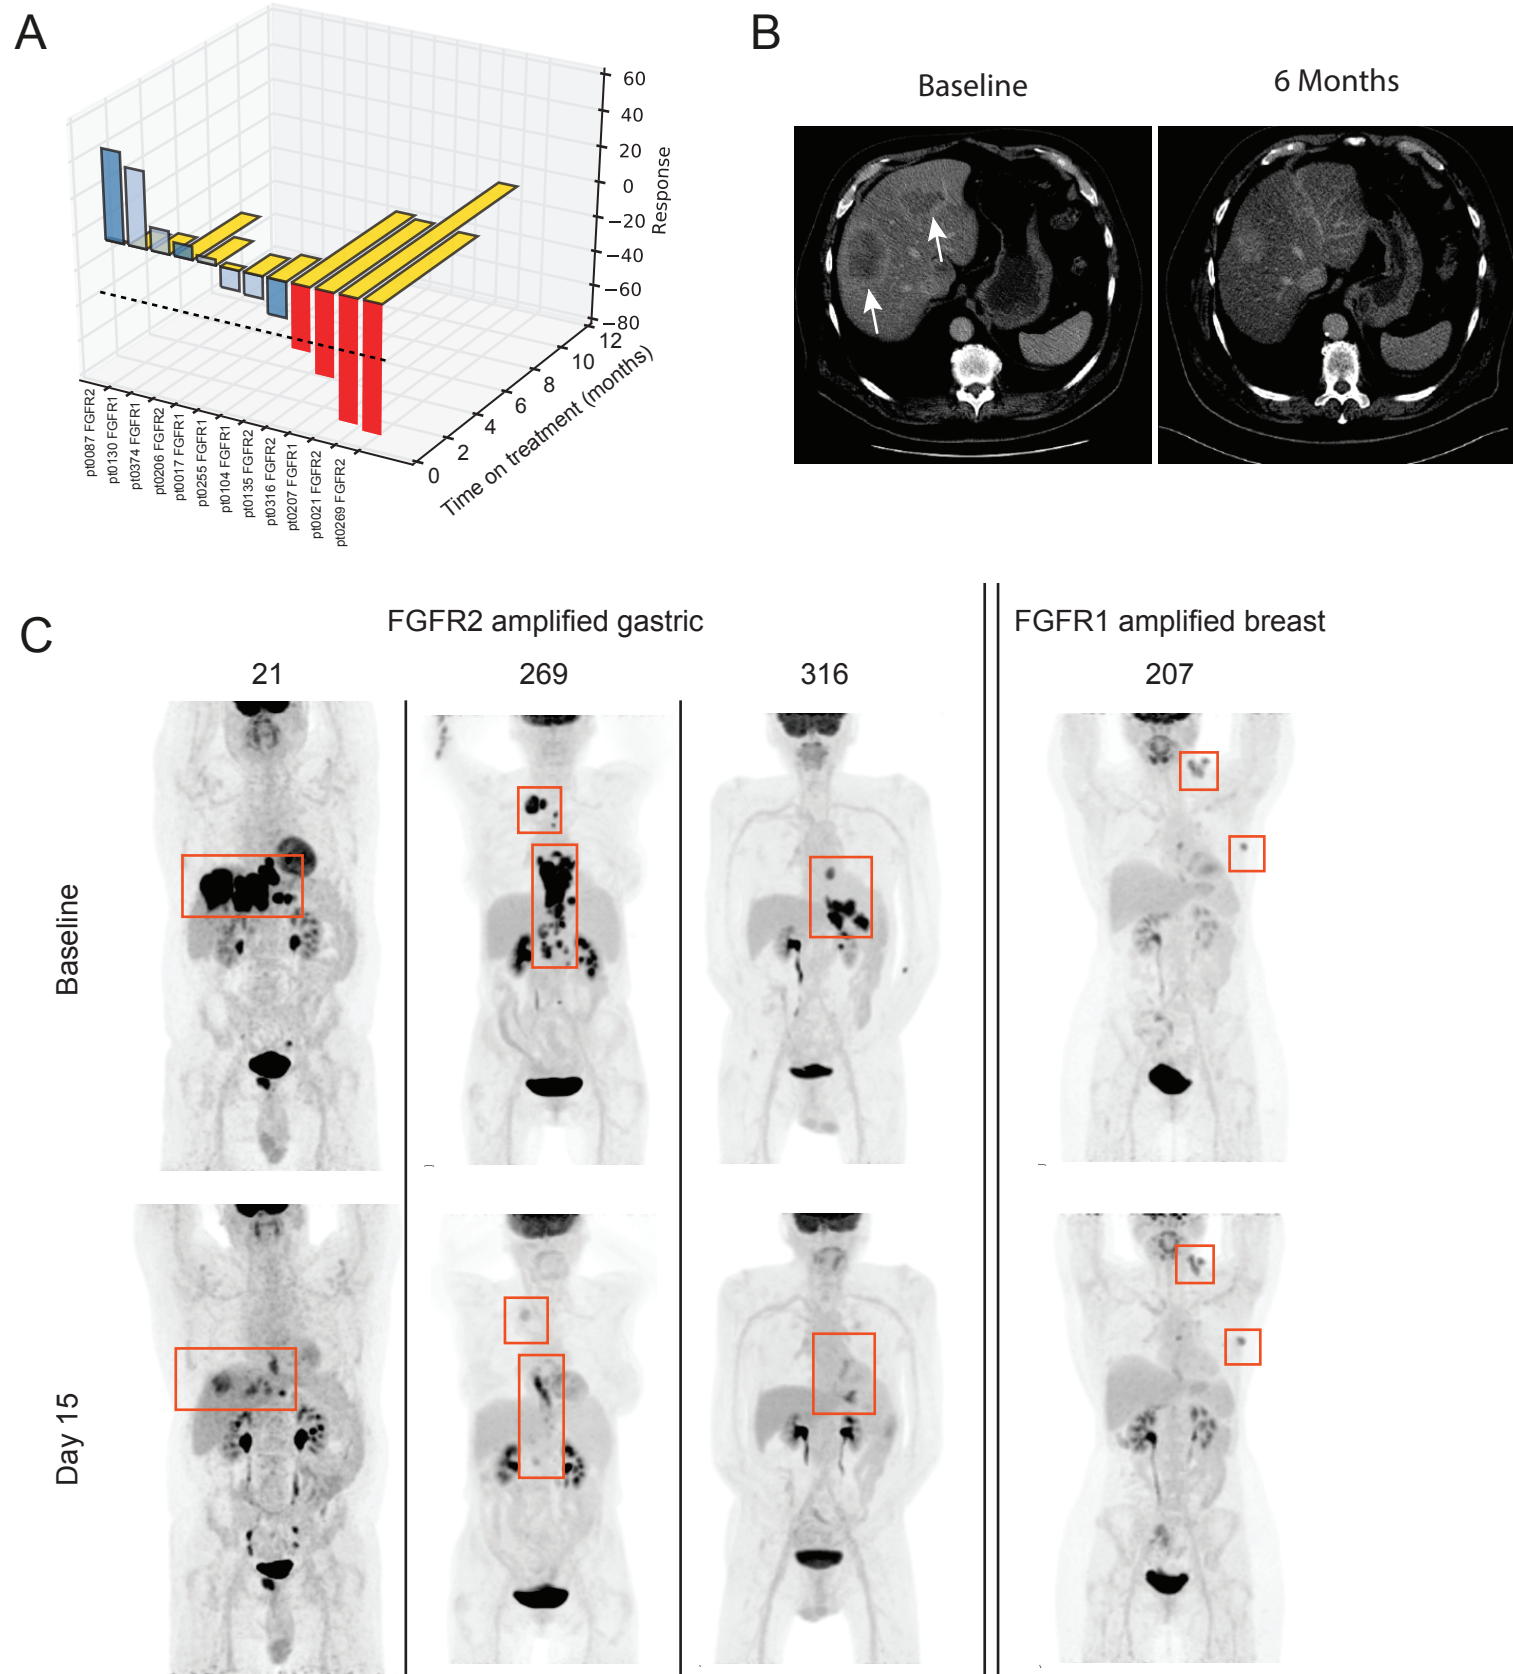 A
60
40
20
0
−20
−40
−60
−80
Response
12
10
8
6
4
2
0
Time on treatment (months)
pt0087 FGFR2
pt0130 FGFR1
pt0374 FGFR1
pt0206 FGFR2
pt0017 FGFR1
pt0255 FGFR1
pt0104 FGFR1
pt0135 FGFR2
pt0316 FGFR2
pt0207 FGFR1
pt0021 FGFR2
pt0269 FGFR2
B
Baseline
6 Months
C
FGFR2 amplified gastric
FGFR1 amplified breast
21
269
316
207
Baseline
Day 15